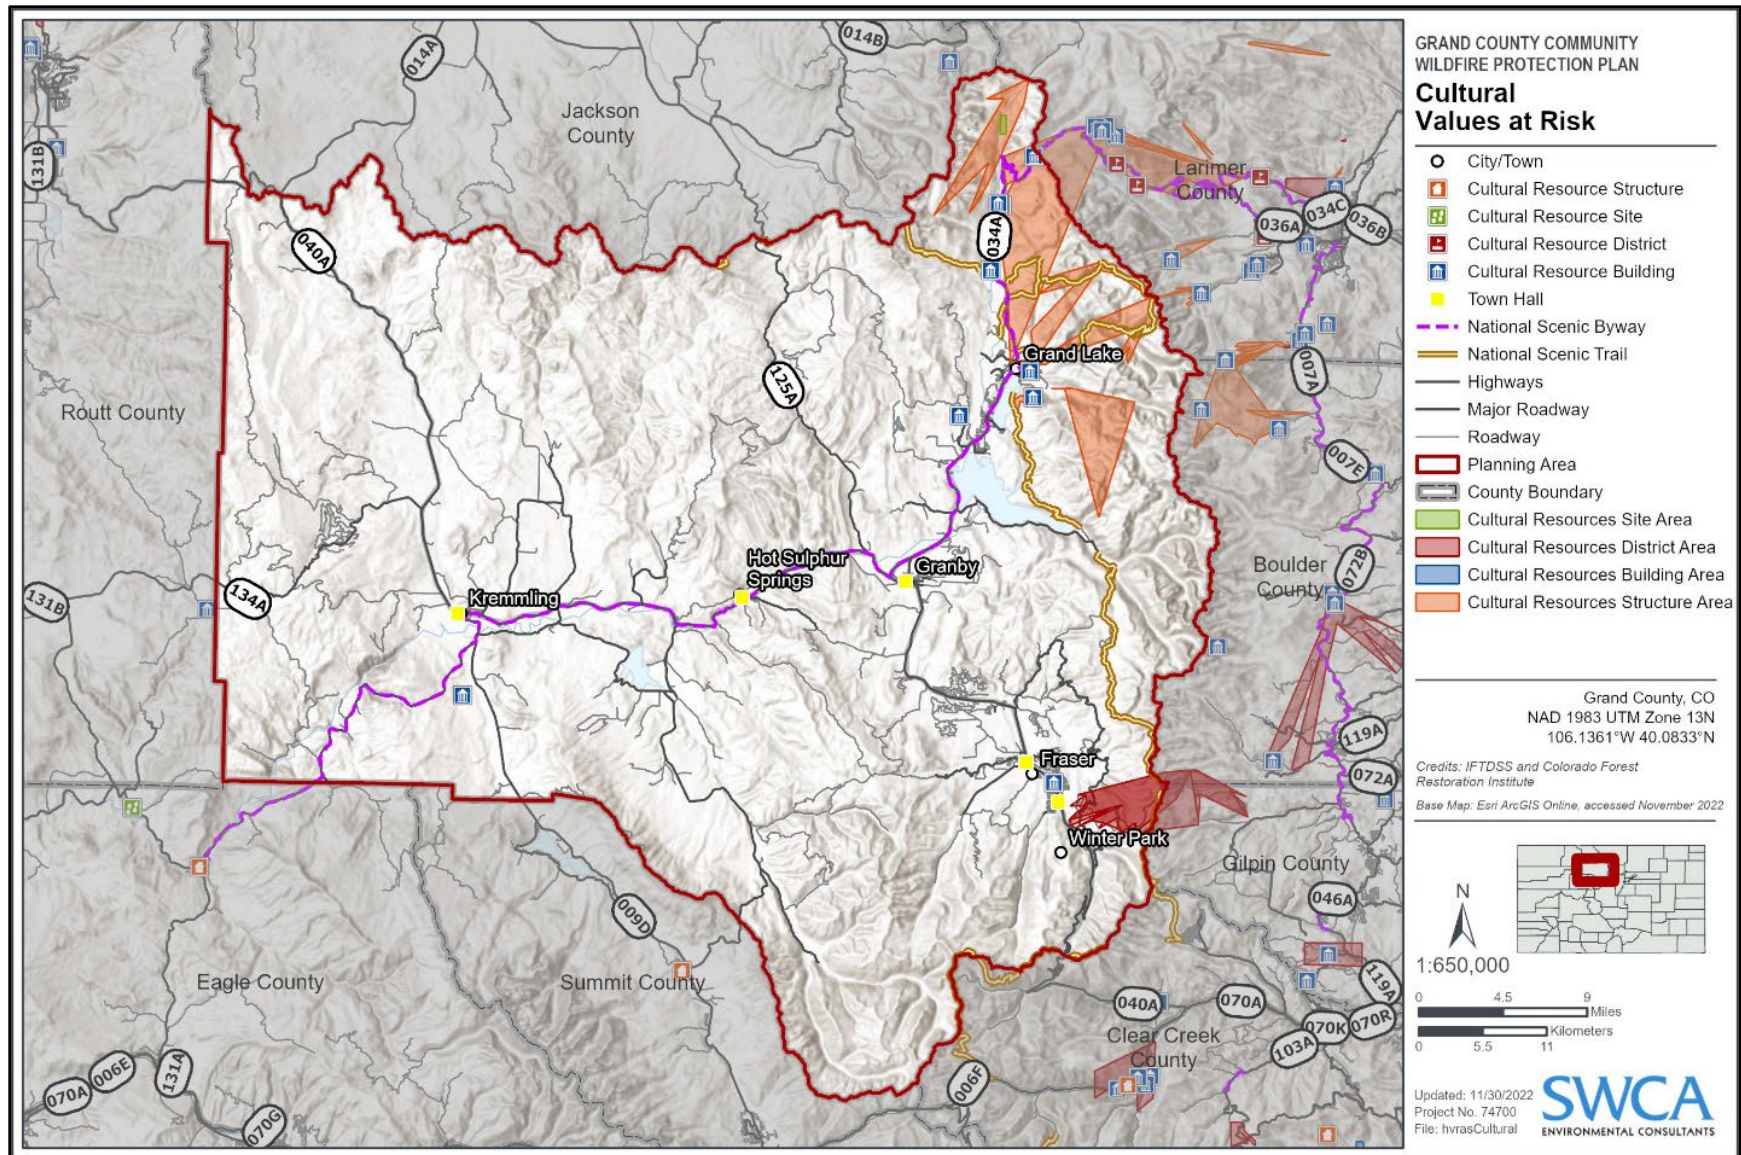 014B
014A
Jackson
County
131B
040A
Larimer
County
034A
036A
034C
036B
Grand Lake
125A
007A
Routt County
007E
Hot Sulphur
Springs
Granby
Boulder
County
072B
131B
134A
Kremmling
119A
Fraser
072A
Winter Park
Gilpin County
046A
009D
Eagle County
Summit County
119A
040A
070A
070K
070R
Clear Creek
County
103A
070A
006E
131A
006F
070G
GRAND COUNTY COMMUNITY
WILDFIRE PROTECTION PLAN
Cultural
Values at Risk
City/Town
Cultural Resource Structure
Cultural Resource Site
Cultural Resource District
Cultural Resource Building
Town Hall
National Scenic Byway
National Scenic Trail
Highways
Major Roadway
Roadway
Planning Area
County Boundary
Cultural Resources Site Area
Cultural Resources District Area
Cultural Resources Building Area
Cultural Resources Structure Area
Grand County, CO
NAD 1983 UTM Zone 13N
106.1361°W 40.0833°N
Credits: IFTDSS and Colorado Forest
Restoration Institute
Base Map: Esri ArcGIS Online, accessed November 2022
N
1:650,000
0 4.5 9
Miles
Kilometers
0 5.5 11
Updated: 11/30/2022
Project No. 74700
File: hvrasCultural
SWCA
ENVIRONMENTAL CONSULTANTS